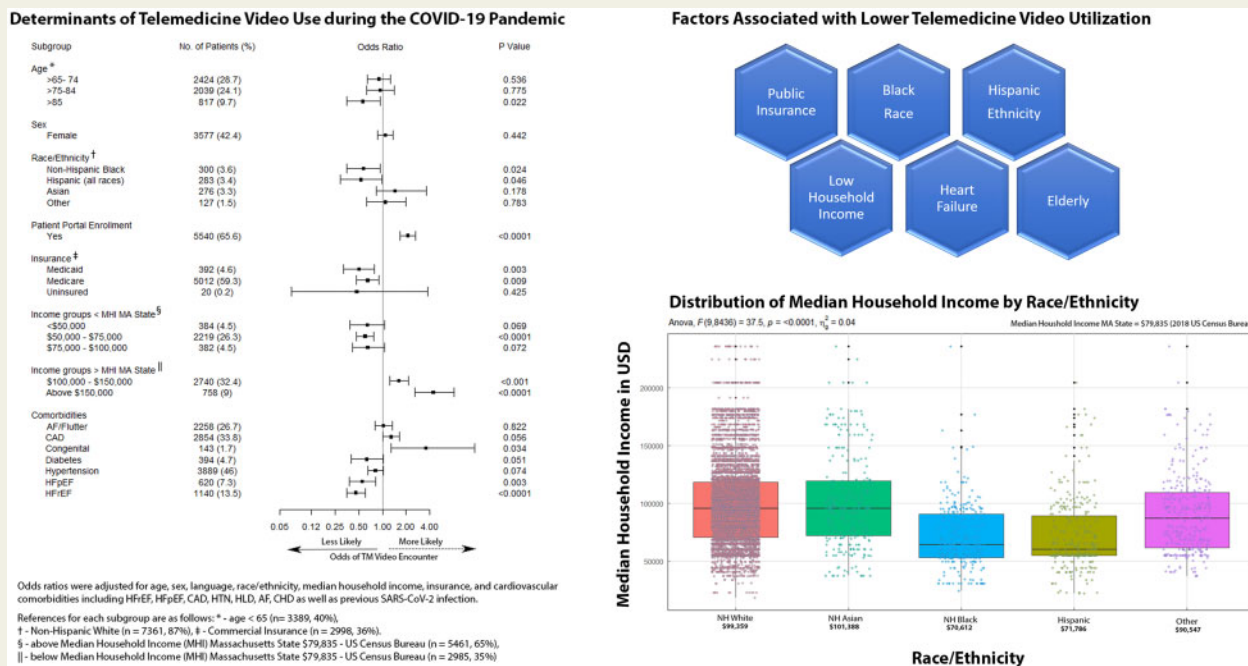 Determinants of Telemedicine Video Use during the COVID-19 Pandemic
Subgroup No. of Patients (%) Odds Ratio P Value
Age *
>65- 74 2424 (28.7) 0.536
>75-84 2039 (24.1) 0.775
>85 817 (9.7) 0.022
Sex
Female 3577 (42.4) 0.442
Race/Ethnicity †
Non-Hispanic Black 300 (3.6) 0.024
Hispanic (all races) 283 (3.4) 0.046
Asian 276 (3.3) 0.178
Other 127 (1.5) 0.783
Patient Portal Enrollment
Yes 5540 (65.6) <0.0001
Insurance ‡
Medicaid 392 (4.6) 0.003
Medicare 5012 (59.3) 0.009
Uninsured 20 (0.2) 0.425
Income groups < MHI MA State §
<$50,000 384 (4.5) 0.069
$50,000 - $75,000 2219 (26.3) <0.0001
$75,000 - $100,000 382 (4.5) 0.072
Income groups > MHI MA State ||
$100,000 - $150,000 2740 (32.4) <0.001
Above $150,000 758 (9) <0.0001
Comorbidities
AF/Flutter 2258 (26.7) 0.822
CAD 2854 (33.8) 0.056
Congenital 143 (1.7) 0.034
Diabetes 394 (4.7) 0.051
Hypertension 3889 (46) 0.074
HFpEF 620 (7.3) 0.003
HFrEF 1140 (13.5) <0.0001
0.05 0.12 0.25 0.50 1.00 2.00 4.00
Less Likely More Likely
Odds of TM Video Encounter
Odds ratios were adjusted for age, sex, language, race/ethnicity, median household income, insurance, and cardiovascular
comorbidities including HFrEF, HFpEF, CAD, HTN, HLD, AF, CHD as well as previous SARS-CoV-2 infection.
References for each subgroup are as follows: * - age < 65 (n= 3389, 40%),
† - Non-Hispanic White (n = 7361, 87%), ‡ - Commercial Insurance (n = 2998, 36%).
§ - above Median Household Income (MHI) Massachusetts State $79,835 - US Census Bureau (n = 5461, 65%),
|| - below Median Household Income (MHI) Massachusetts State $79,835 - US Census Bureau (n = 2985, 35%)
Factors Associated with Lower Telemedicine Video Utilization
Public
Insurance
Black
Race
Hispanic
Ethnicity
Low
Household
Income
Heart
Failure
Elderly
Distribution of Median Household Income by Race/Ethnicity
Anova, F (9,8436) = 37.5, p = <0.0001, η²g = 0.04
Median Houshold Income MA State = $79,835 (2018 US Census Bureau
Median Household Income in USD
200000
150000
100000
50000
NH White NH Asian NH Black Hispanic Other
$99,259 $101,388 $70,612 $71,786 $90,547
Race/Ethnicity